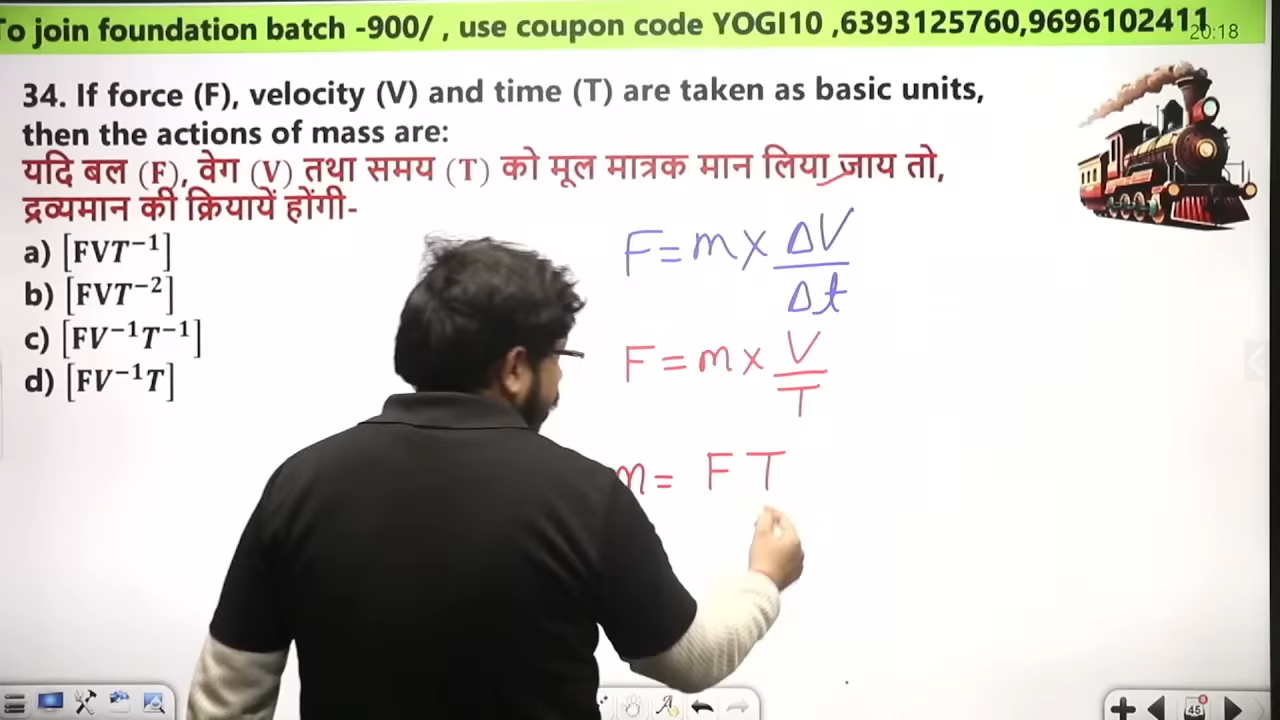 To join foundation batch -900/ , use coupon code YOGI10 ,6393125760,9696102411
20:18
34. If force (F), velocity (V) and time (T) are taken as basic units,
then the actions of mass are:
यदि बल (F), वेग (V) तथा समय (T) को मूल मात्रक मान लिया जाय तो,
द्रव्यमान की क्रियायें होंगी-
a) [FVT⁻¹]
b) [FVT⁻²]
c) [FV⁻¹T⁻¹]
d) [FV⁻¹T]
F = m × ΔV/Δt
F = m × V/T
m = F T
45